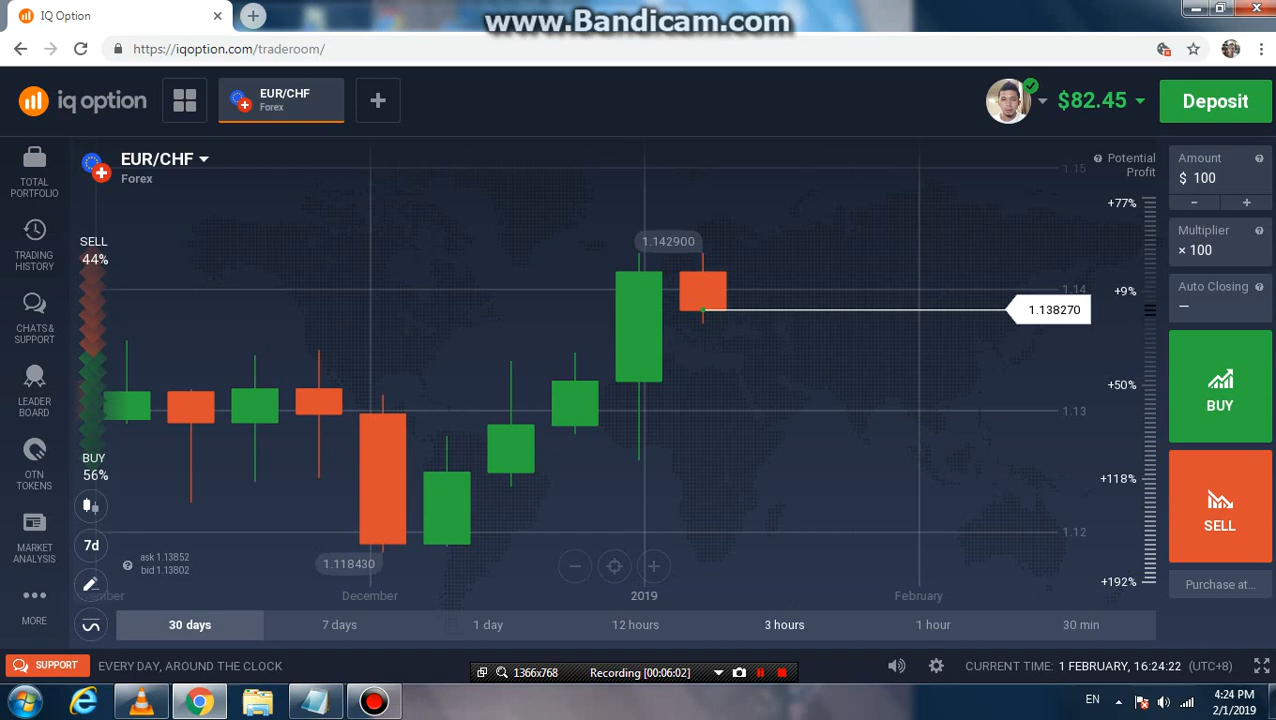 IQ Option
www.Bandicam.com
https://iqoption.com/traderoom/
iq option
EUR/CHF
Forex
$82.45
Deposit
EUR/CHF
Forex
TOTAL
PORTFOLIO
TRADING
HISTORY
CHATS &
SUPPORT
LEADER
BOARD
OTN
TOKENS
MARKET
ANALYSIS
MORE
SELL
44%
BUY
56%
7d
ask 1.13852
bid 1.13802
1.142900
1.118430
1.138270
1.15
1.14
1.13
1.12
Potential
Profit
+77%
+9%
+50%
+118%
+192%
Amount
$ 100
- +
Multiplier
× 100
Auto Closing
–
BUY
SELL
Purchase at...
December
2019
February
30 days
7 days
1 day
12 hours
3 hours
1 hour
30 min
SUPPORT
EVERY DAY, AROUND THE CLOCK
1366x768
Recording [00:06:02]
CURRENT TIME: 1 FEBRUARY, 16:24:22 (UTC+8)
EN
4:24 PM
2/1/2019